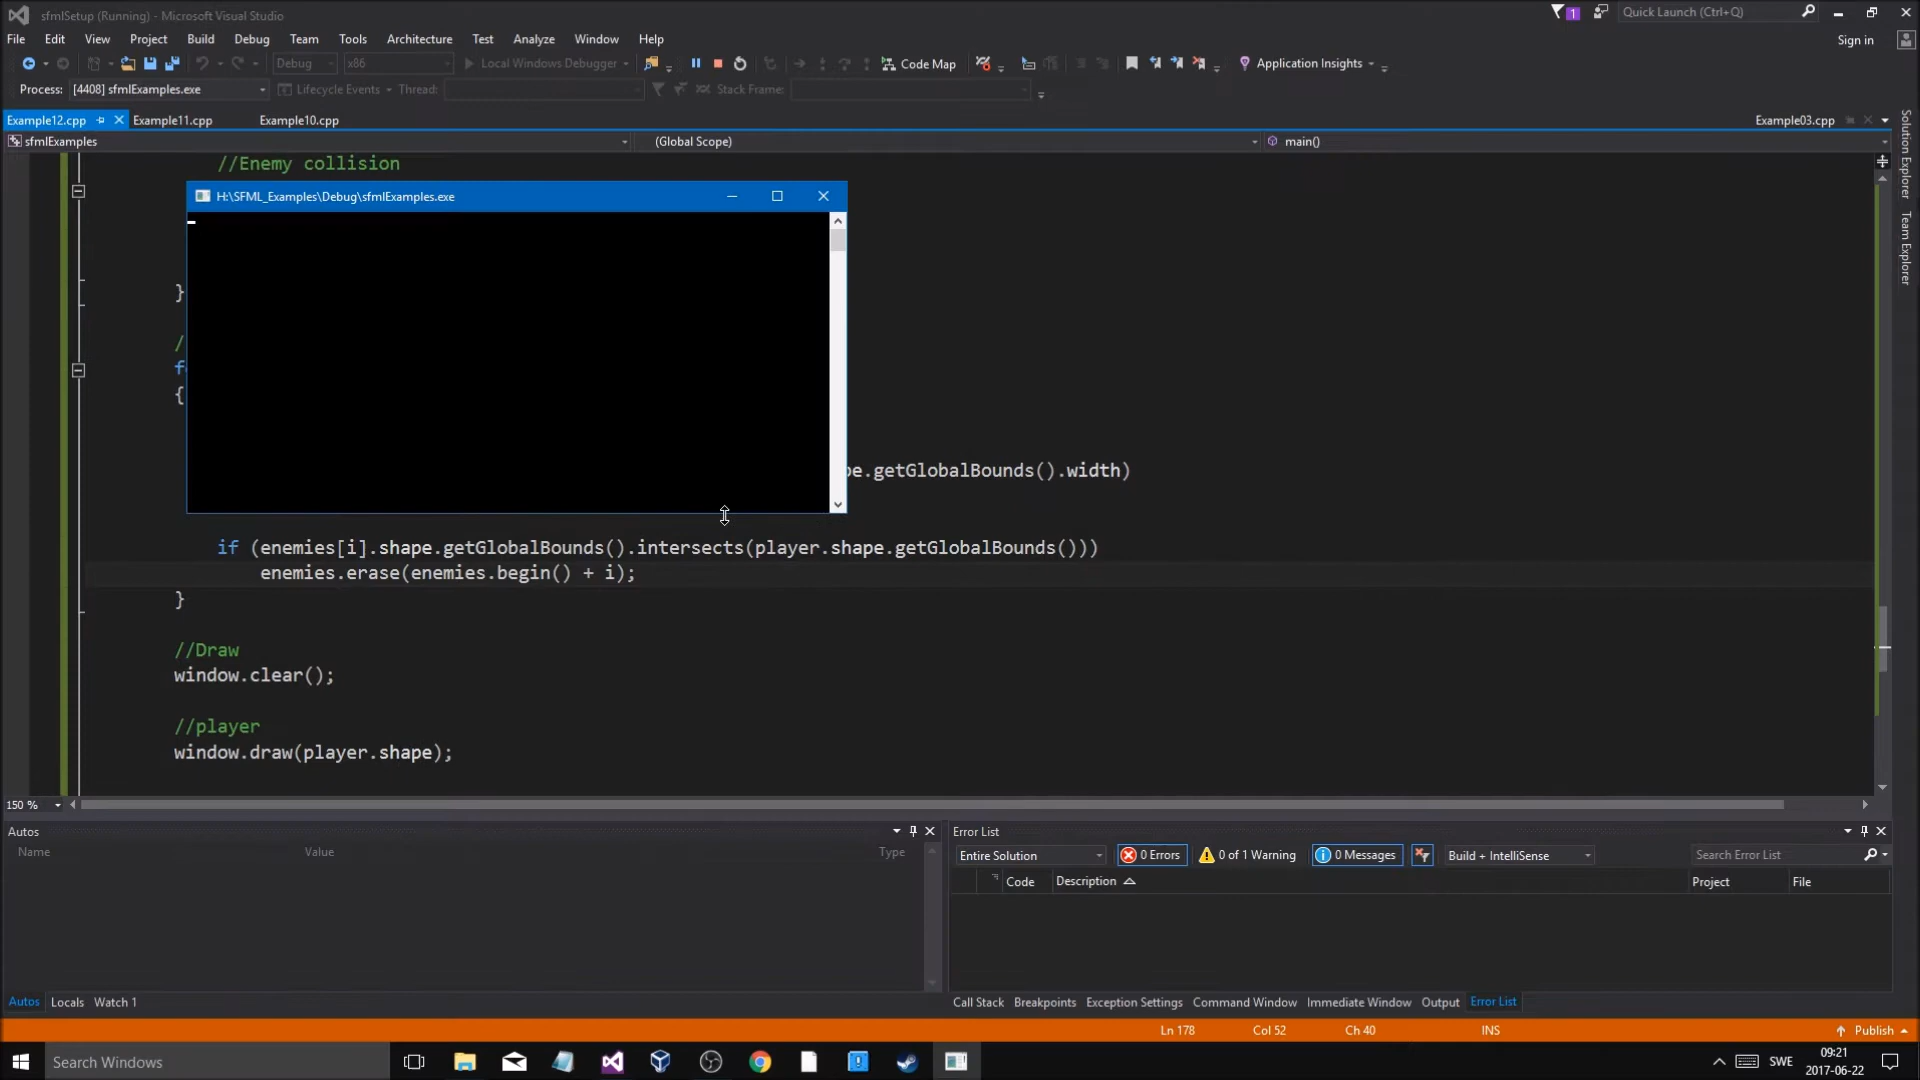 sfmlSetup (Running) - Microsoft Visual Studio
1
Quick Launch (Ctrl+Q)
File Edit View Project Build Debug Team Tools Architecture Test Analyze Window Help
Sign in
Debug x86 Local Windows Debugger Code Map Application Insights
Process: [4408] sfmlExamples.exe Lifecycle Events Thread: Stack Frame:
Example12.cpp Example11.cpp Example10.cpp Example03.cpp
sfmlExamples (Global Scope) main()
Solution Explorer
Team Explorer
//Enemy collision
H:\SFML_Examples\Debug\sfmlExamples.exe
}
/
f
{
pe.getGlobalBounds().width)
if (enemies[i].shape.getGlobalBounds().intersects(player.shape.getGlobalBounds()))
enemies.erase(enemies.begin() + i);
}
//Draw
window.clear();
//player
window.draw(player.shape);
150 %
Autos
Name Value Type
Error List
Entire Solution 0 Errors 0 of 1 Warning 0 Messages Build + IntelliSense Search Error List
Code Description Project File
Autos Locals Watch 1
Call Stack Breakpoints Exception Settings Command Window Immediate Window Output Error List
Ln 178 Col 52 Ch 40 INS Publish
Search Windows
SWE
09:21
2017-06-22